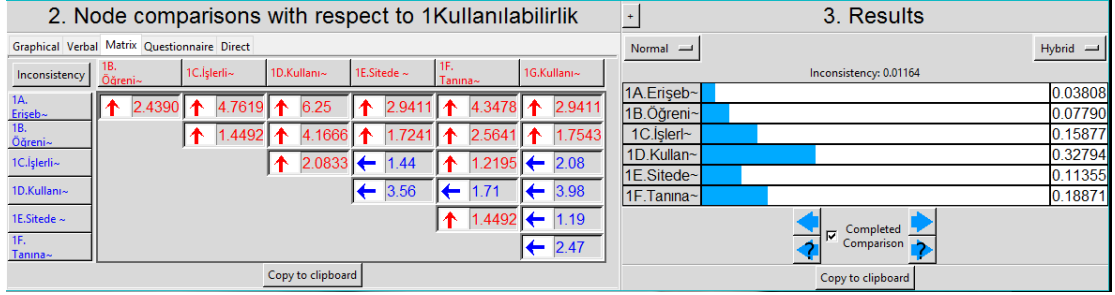 2. Node comparisons with respect to 1Kullanılabilirlik
Graphical Verbal Matrix Questionnaire Direct
Inconsistency 1B. Öğreni~ 1C.İşlerli~ 1D.Kullanı~ 1E.Sitede ~ 1F. Tanına~ 1G.Kullanı~
1A. Erişeb~ 2.4390 4.7619 6.25 2.9411 4.3478 2.9411
1B. Öğreni~ 1.4492 4.1666 1.7241 2.5641 1.7543
1C.İşlerli~ 2.0833 1.44 1.2195 2.08
1D.Kullanı~ 3.56 1.71 3.98
1E.Sitede ~ 1.4492 1.19
1F. Tanına~ 2.47
Copy to clipboard
+ 3. Results
Normal Hybrid
Inconsistency: 0.01164
1A.Erişeb~ 0.03808
1B.Öğreni~ 0.07790
1C.İşlerl~ 0.15877
1D.Kullan~ 0.32794
1E.Sitede~ 0.11355
1F.Tanına~ 0.18871
Completed
Comparison
? ?
Copy to clipboard